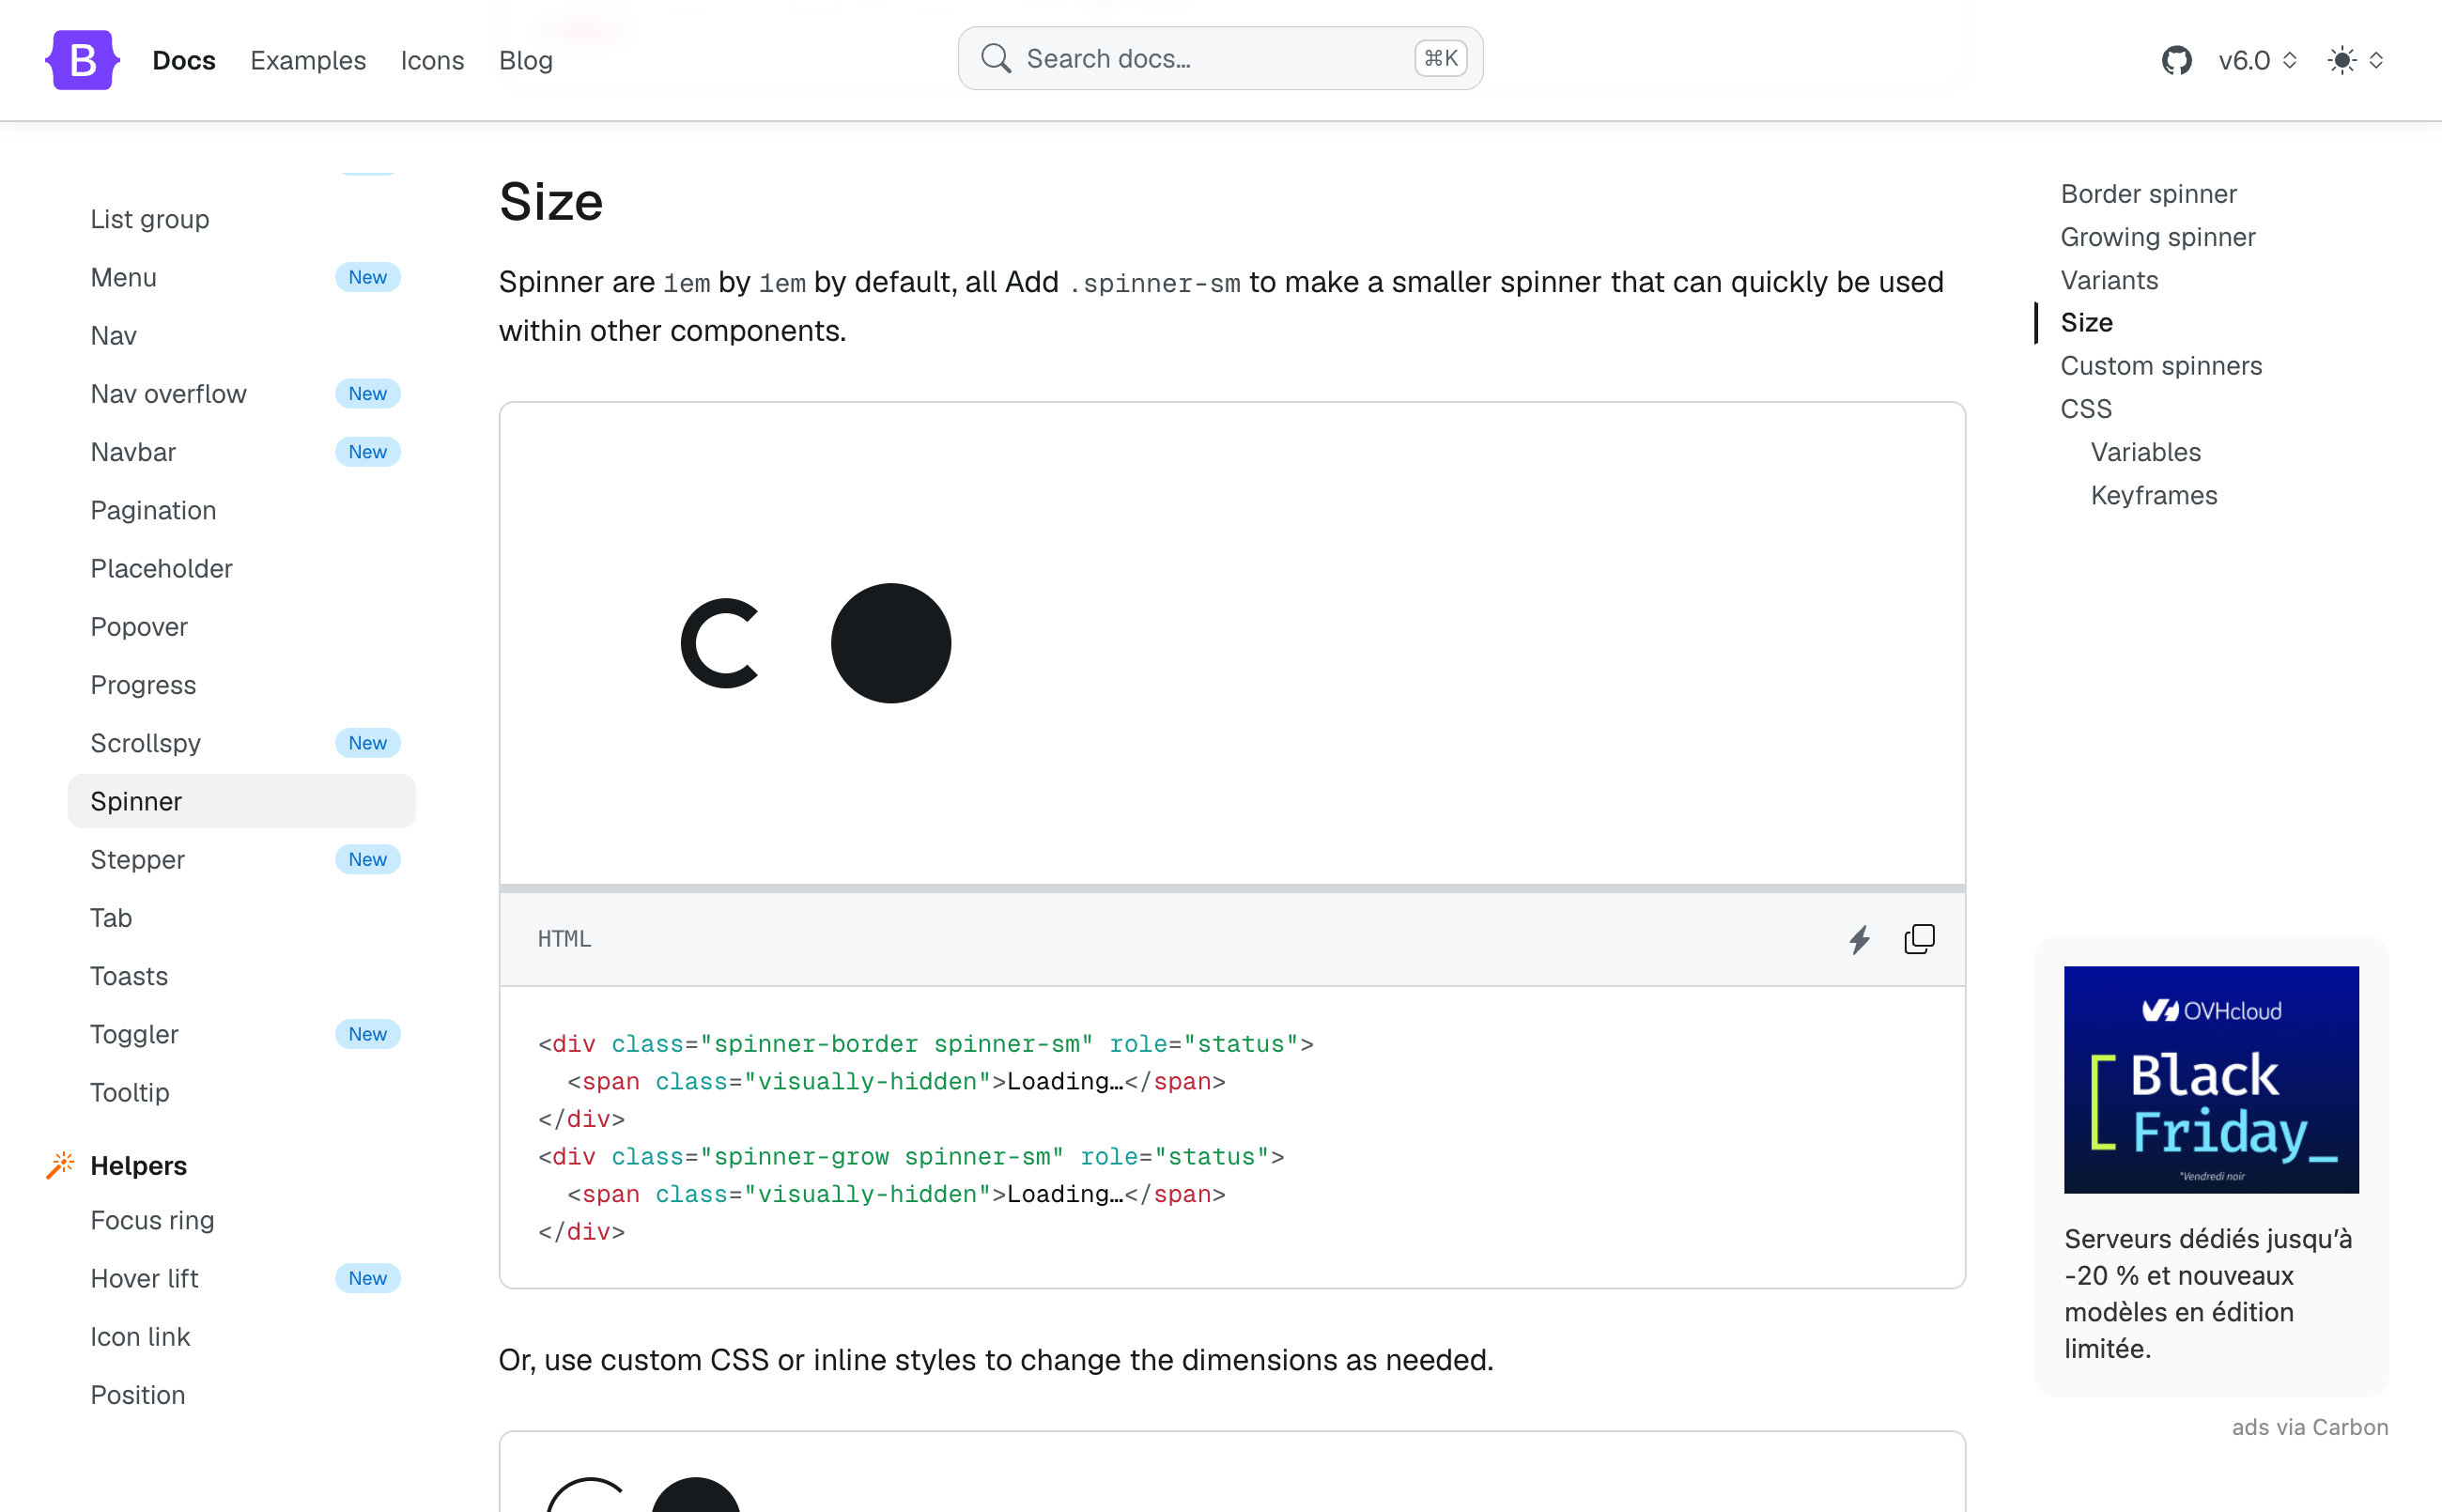 B Docs Examples Icons Blog Search docs... ⌘K v6.0
List group
Menu New
Nav
Nav overflow New
Navbar New
Pagination
Placeholder
Popover
Progress
Scrollspy New
Spinner
Stepper New
Tab
Toasts
Toggler New
Tooltip
Helpers
Focus ring
Hover lift New
Icon link
Position
Size
Spinner are 1em by 1em by default, all Add .spinner-sm to make a smaller spinner that can quickly be used
within other components.
HTML
<div class="spinner-border spinner-sm" role="status">
  <span class="visually-hidden">Loading…</span>
</div>
<div class="spinner-grow spinner-sm" role="status">
  <span class="visually-hidden">Loading…</span>
</div>
Or, use custom CSS or inline styles to change the dimensions as needed.
Border spinner
Growing spinner
Variants
Size
Custom spinners
CSS
Variables
Keyframes
OVHcloud
[ Black
Friday_
*Vendredi noir
Serveurs dédiés jusqu’à
-20 % et nouveaux
modèles en édition
limitée.
ads via Carbon